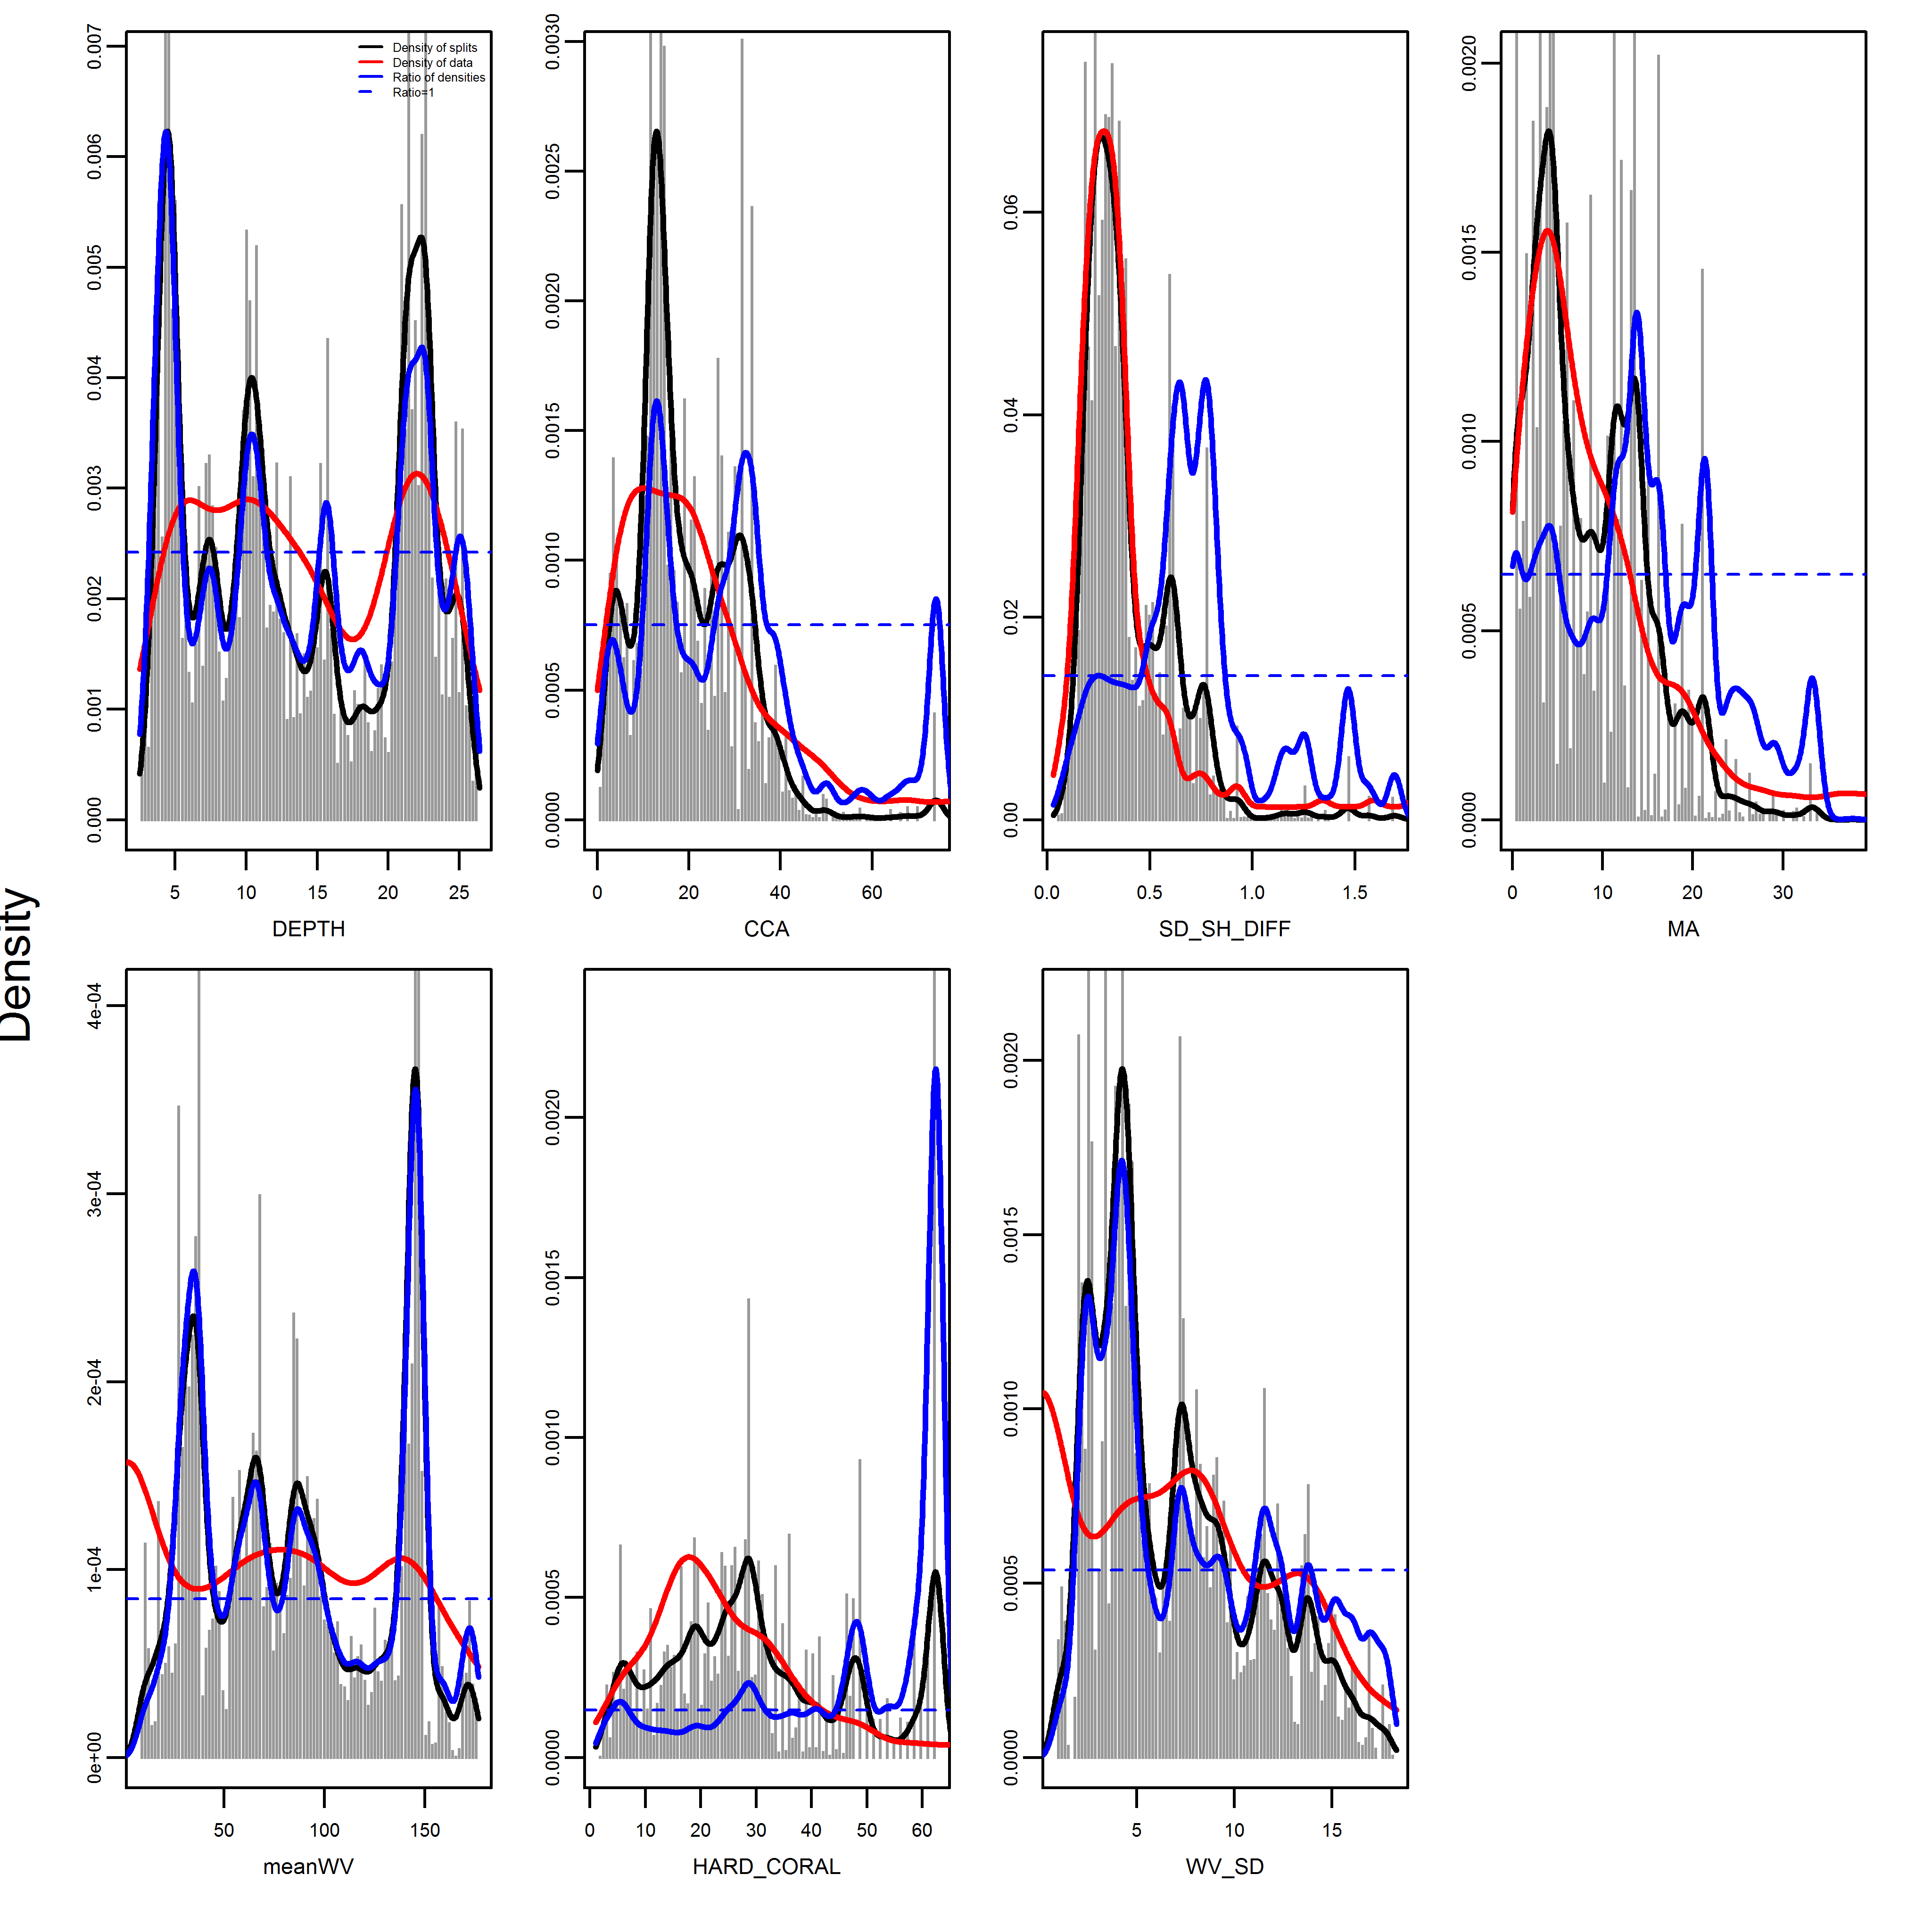 Density
0.000 0.001 0.002 0.003 0.004 0.005 0.006 0.007
Density of splits
Density of data
Ratio of densities
Ratio=1
5 10 15 20 25
DEPTH
0.0000 0.0005 0.0010 0.0015 0.0020 0.0025 0.0030
0 20 40 60
CCA
0.00 0.02 0.04 0.06
0.0 0.5 1.0 1.5
SD_SH_DIFF
0.0000 0.0005 0.0010 0.0015 0.0020
0 10 20 30
MA
0e+00 1e-04 2e-04 3e-04 4e-04
50 100 150
meanWV
0.0000 0.0005 0.0010 0.0015 0.0020
0 10 20 30 40 50 60
HARD_CORAL
0.0000 0.0005 0.0010 0.0015 0.0020
5 10 15
WV_SD